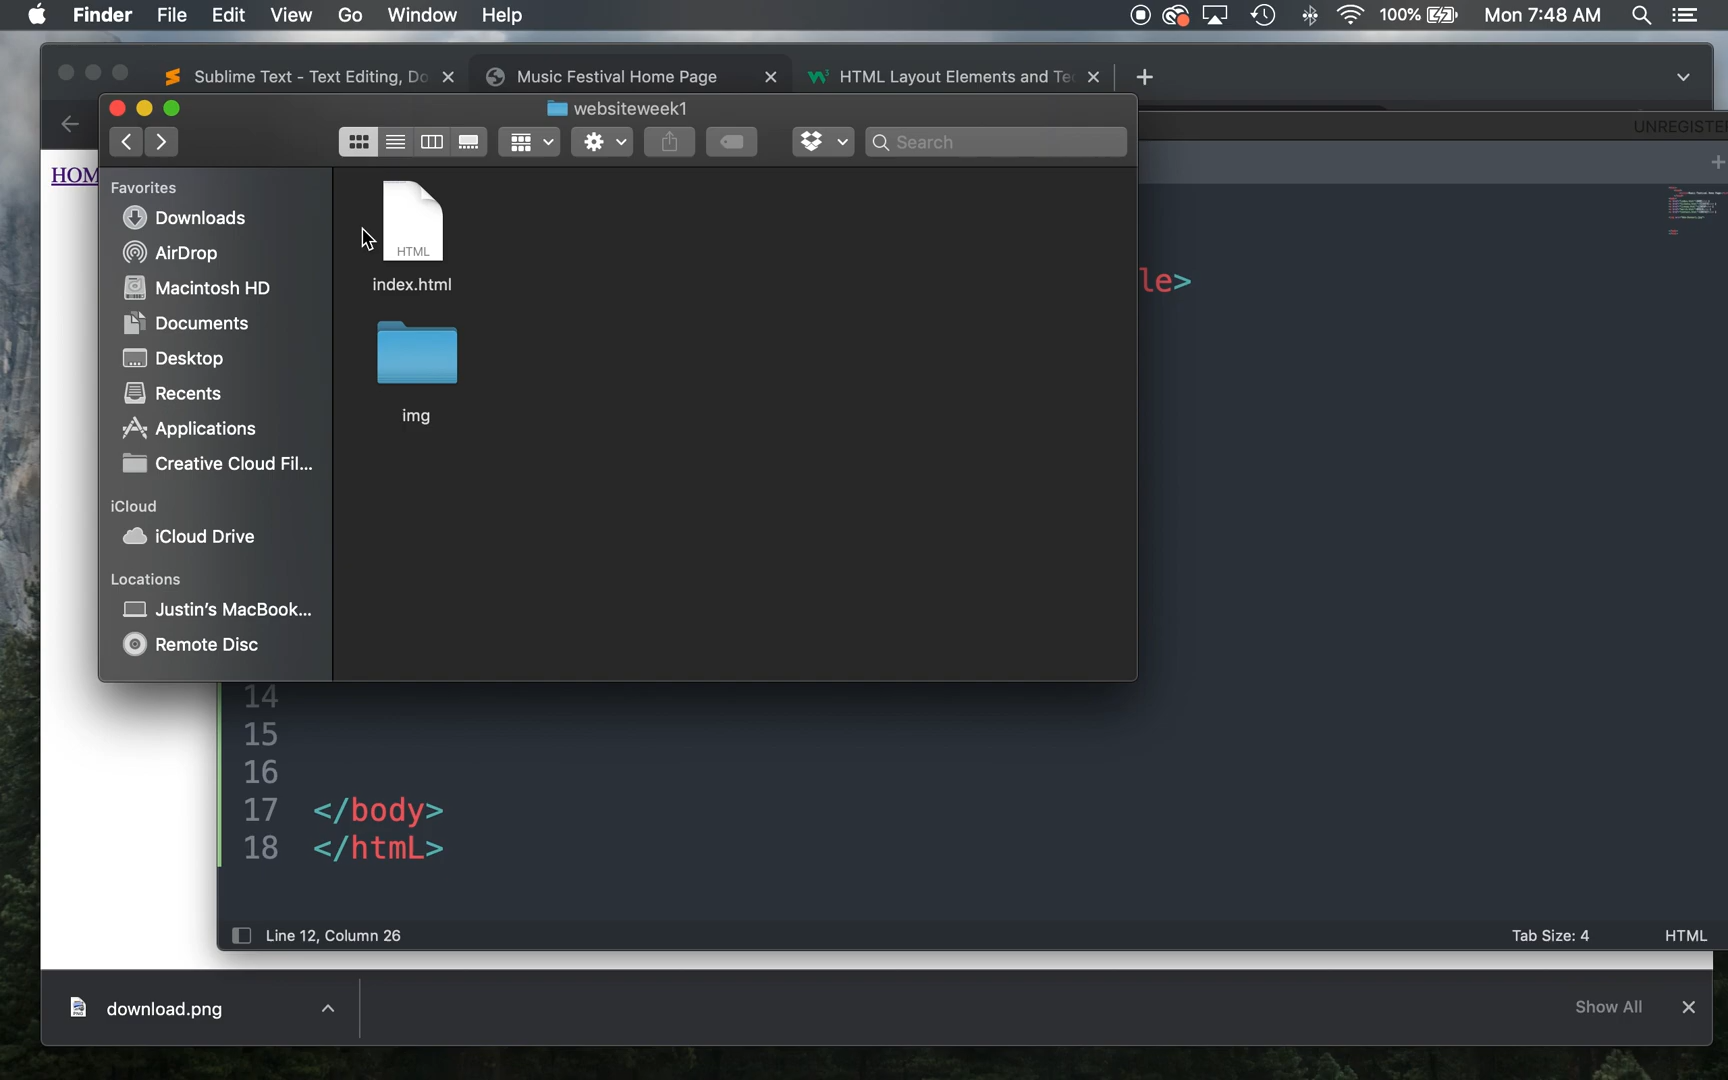 Finder File Edit View Go Window Help 100% Mon 7:48 AM
Sublime Text - Text Editing, Do Music Festival Home Page HTML Layout Elements and Te
websiteweek1
UNREGISTE
Search
HOM
Favorites
Downloads
AirDrop
Macintosh HD
Documents
Desktop
Recents
Applications
Creative Cloud Fil...
iCloud
iCloud Drive
Locations
Justin's MacBook...
Remote Disc
HTML
index.html
img
le>
14
15
16
17 </body>
18 </htmL>
Line 12, Column 26 Tab Size: 4 HTML
download.png Show All